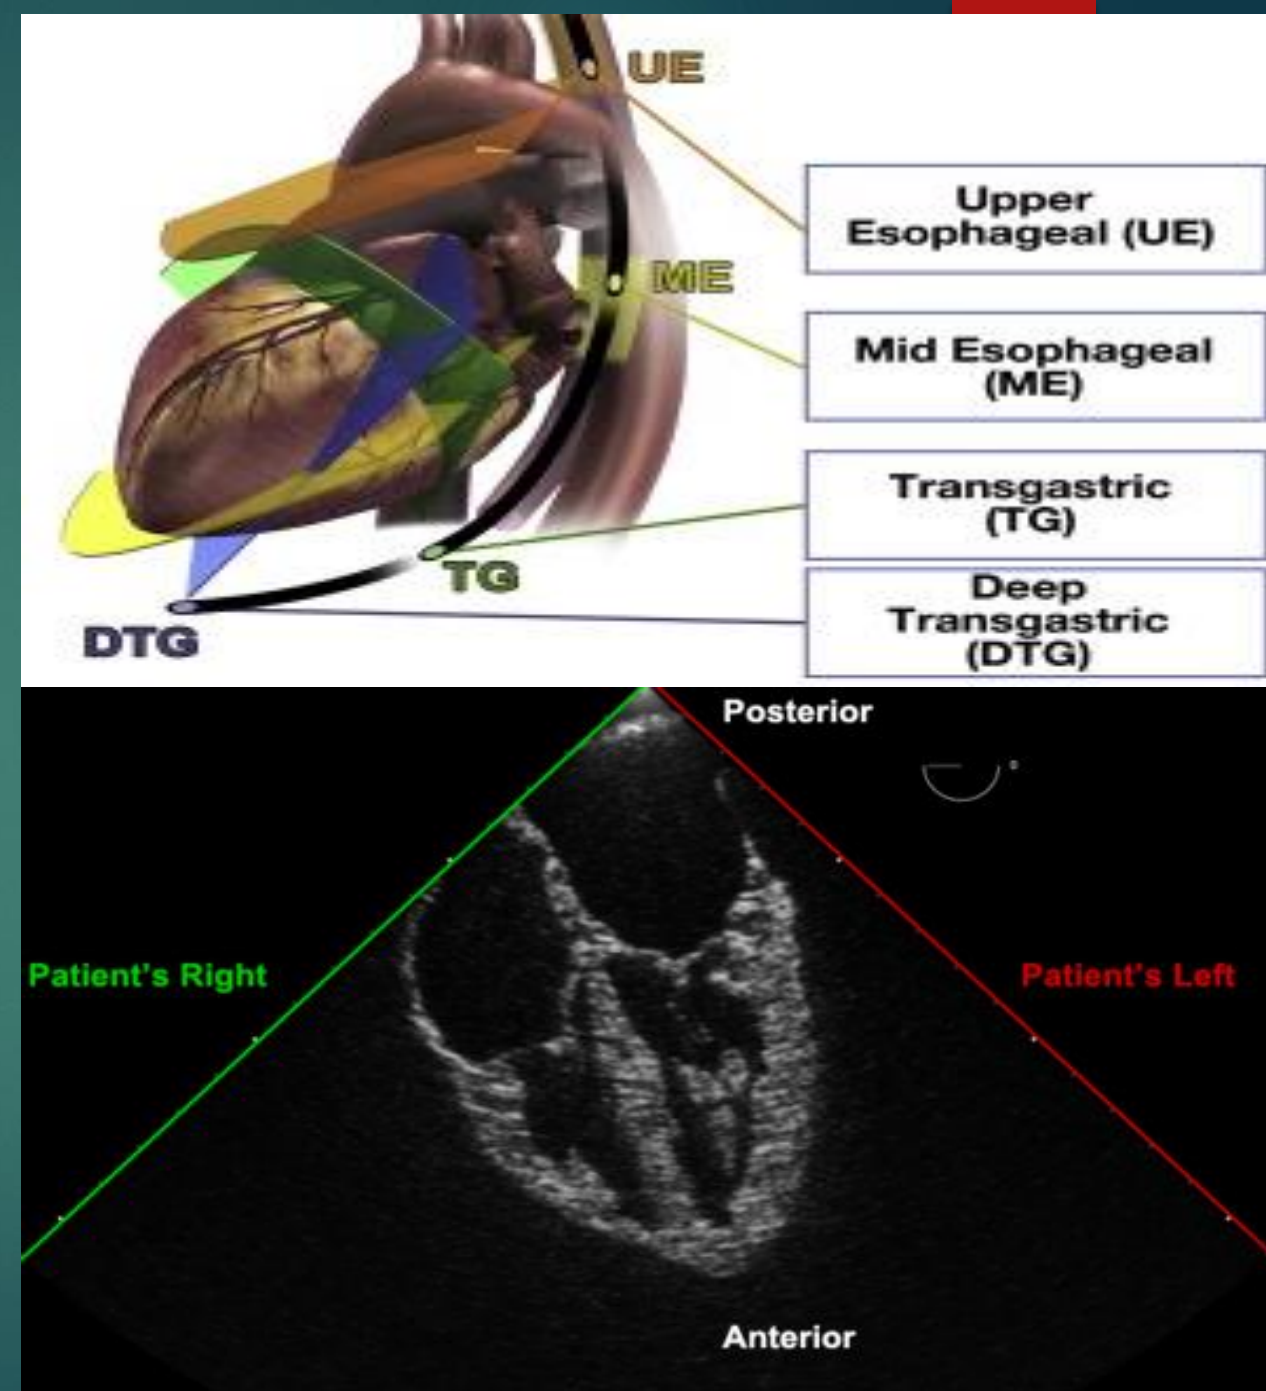 UE
Upper
Esophageal (UE)
ME
Mid Esophageal
(ME)
Transgastric
(TG)
TG
Deep
Transgastric
(DTG)
DTG
Posterior
°
Patient’s Right
Patient’s Left
Anterior